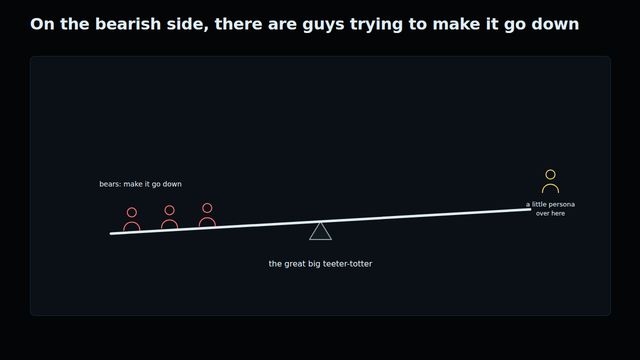 On the bearish side, there are guys trying to make it go down
bears: make it go down
a little persona
over here
the great big teeter-totter